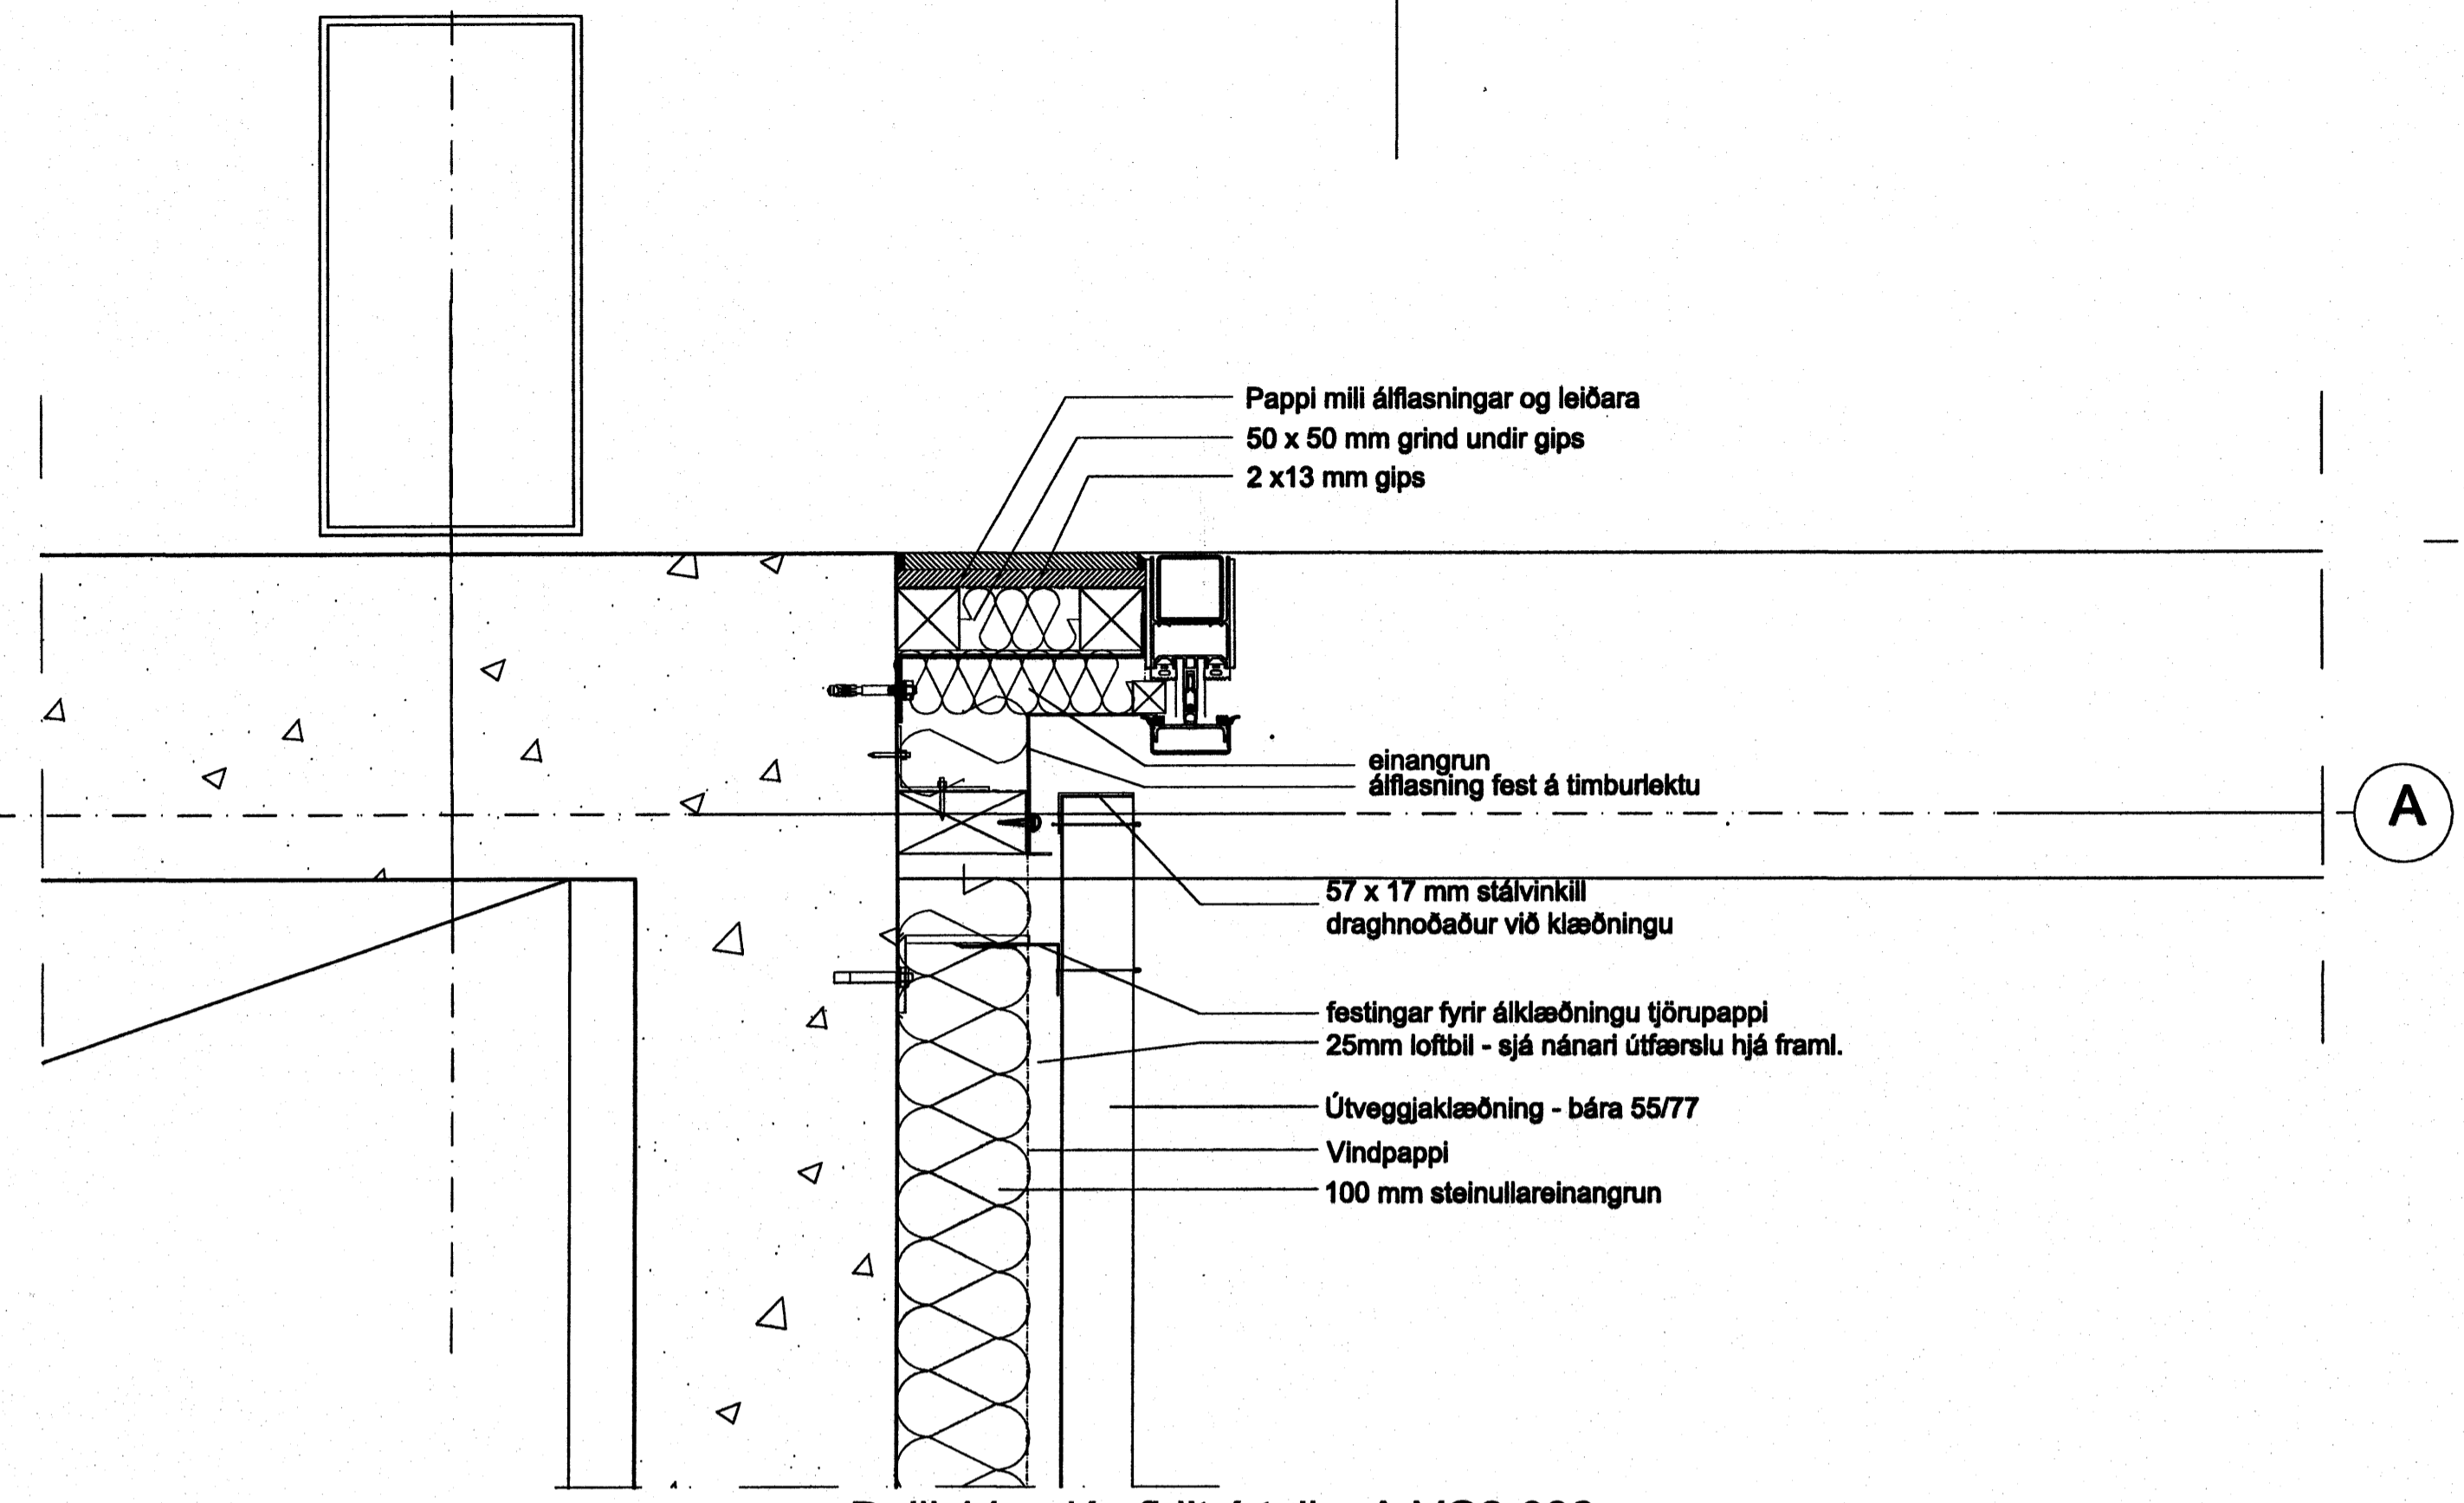 Pappi mili álflasningar og leiðara
50 x 50 mm grind undir gips
2 x13 mm gips
einangrun
álflasning fest á timburlektu
A
57 x 17 mm stálvinkill
draghnoðaður við klæðningu
festingar fyrir álklæðningu tjörupappi
25mm loftbil - sjá nánari útfærslu hjá framl.
Útveggjaklæðning - bára 55/77
Vindpappi
100 mm steinullareinangrun